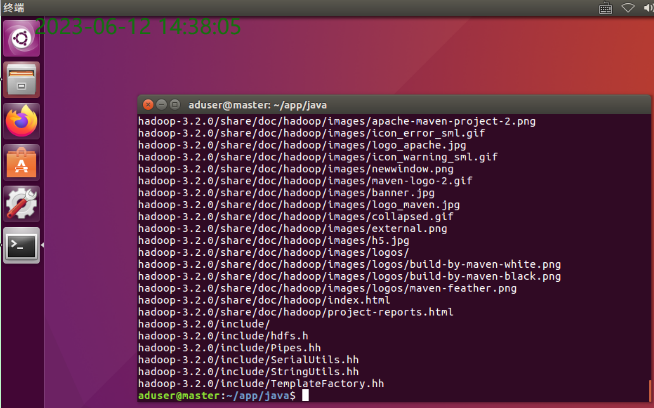 终端
2023-06-12 14:38:05
aduser@master: ~/app/java
hadoop-3.2.0/share/doc/hadoop/images/apache-maven-project-2.png
hadoop-3.2.0/share/doc/hadoop/images/icon_error_sml.gif
hadoop-3.2.0/share/doc/hadoop/images/logo_apache.jpg
hadoop-3.2.0/share/doc/hadoop/images/icon_warning_sml.gif
hadoop-3.2.0/share/doc/hadoop/images/newwindow.png
hadoop-3.2.0/share/doc/hadoop/images/maven-logo-2.gif
hadoop-3.2.0/share/doc/hadoop/images/banner.jpg
hadoop-3.2.0/share/doc/hadoop/images/logo_maven.jpg
hadoop-3.2.0/share/doc/hadoop/images/collapsed.gif
hadoop-3.2.0/share/doc/hadoop/images/external.png
hadoop-3.2.0/share/doc/hadoop/images/h5.jpg
hadoop-3.2.0/share/doc/hadoop/images/logos/
hadoop-3.2.0/share/doc/hadoop/images/logos/build-by-maven-white.png
hadoop-3.2.0/share/doc/hadoop/images/logos/build-by-maven-black.png
hadoop-3.2.0/share/doc/hadoop/images/logos/maven-feather.png
hadoop-3.2.0/share/doc/hadoop/index.html
hadoop-3.2.0/share/doc/hadoop/project-reports.html
hadoop-3.2.0/include/
hadoop-3.2.0/include/hdfs.h
hadoop-3.2.0/include/Pipes.hh
hadoop-3.2.0/include/SerialUtils.hh
hadoop-3.2.0/include/StringUtils.hh
hadoop-3.2.0/include/TemplateFactory.hh
aduser@master:~/app/java$